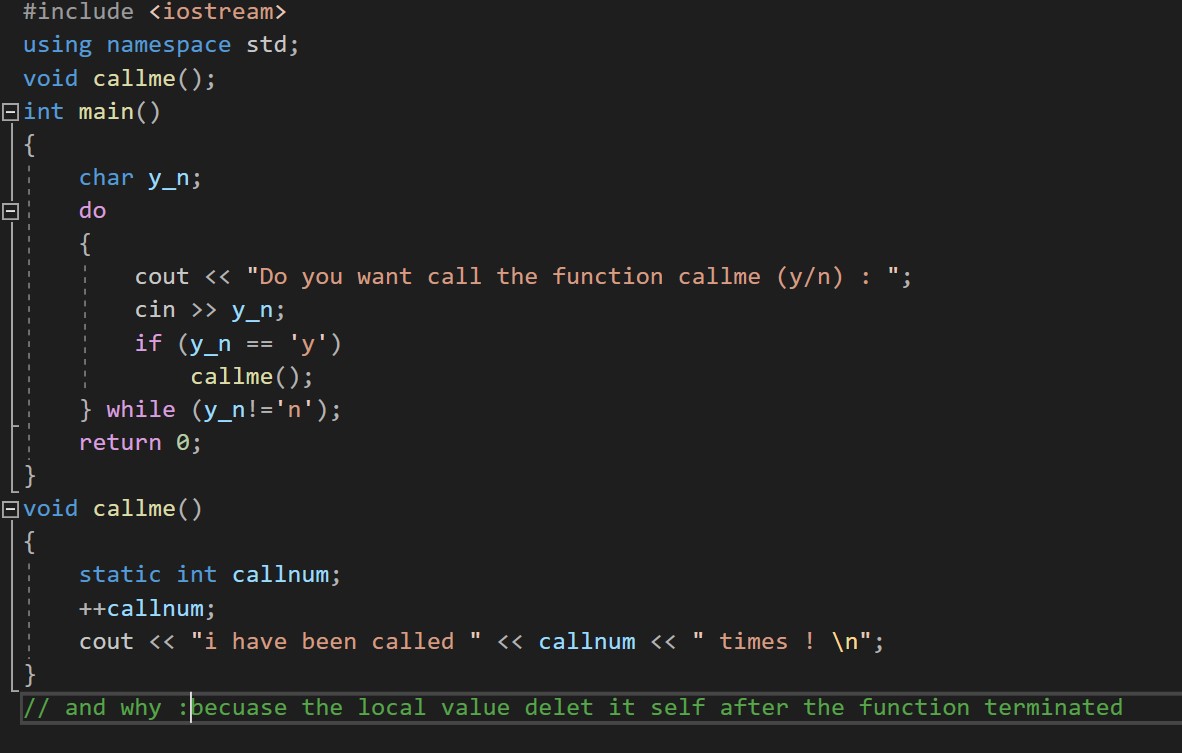 #include <iostream>
using namespace std;
void callme();
int main()
{
char y_n;
do
{
cout << "Do you want call the function callme (y/n) : ";
cin >> y_n;
if (y_n == 'y')
callme();
} while (y_n!='n');
return 0;
}
void callme()
{
static int callnum;
++callnum;
cout << "i have been called " << callnum << " times ! \n";
}
// and why :becuase the local value delet it self after the function terminated